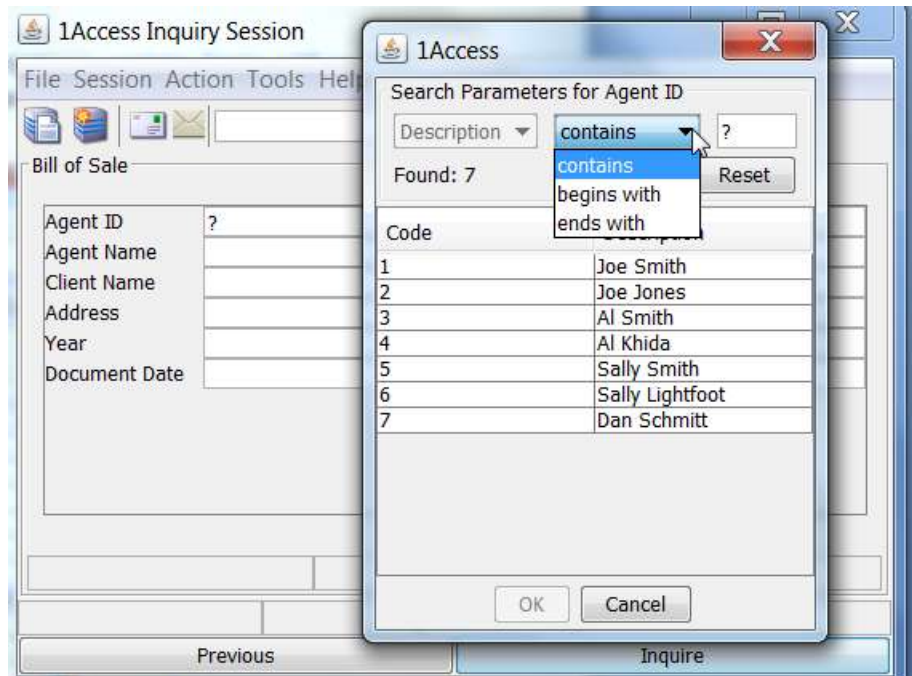 1Access Inquiry Session
File Session Action Tools Help
Bill of Sale
Agent ID ?
Agent Name
Client Name
Address
Year
Document Date
Previous
Inquire
1Access
Search Parameters for Agent ID
Description contains ?
contains
begins with
ends with
Found: 7
Reset
Code
1 Joe Smith
2 Joe Jones
3 Al Smith
4 Al Khida
5 Sally Smith
6 Sally Lightfoot
7 Dan Schmitt
OK Cancel